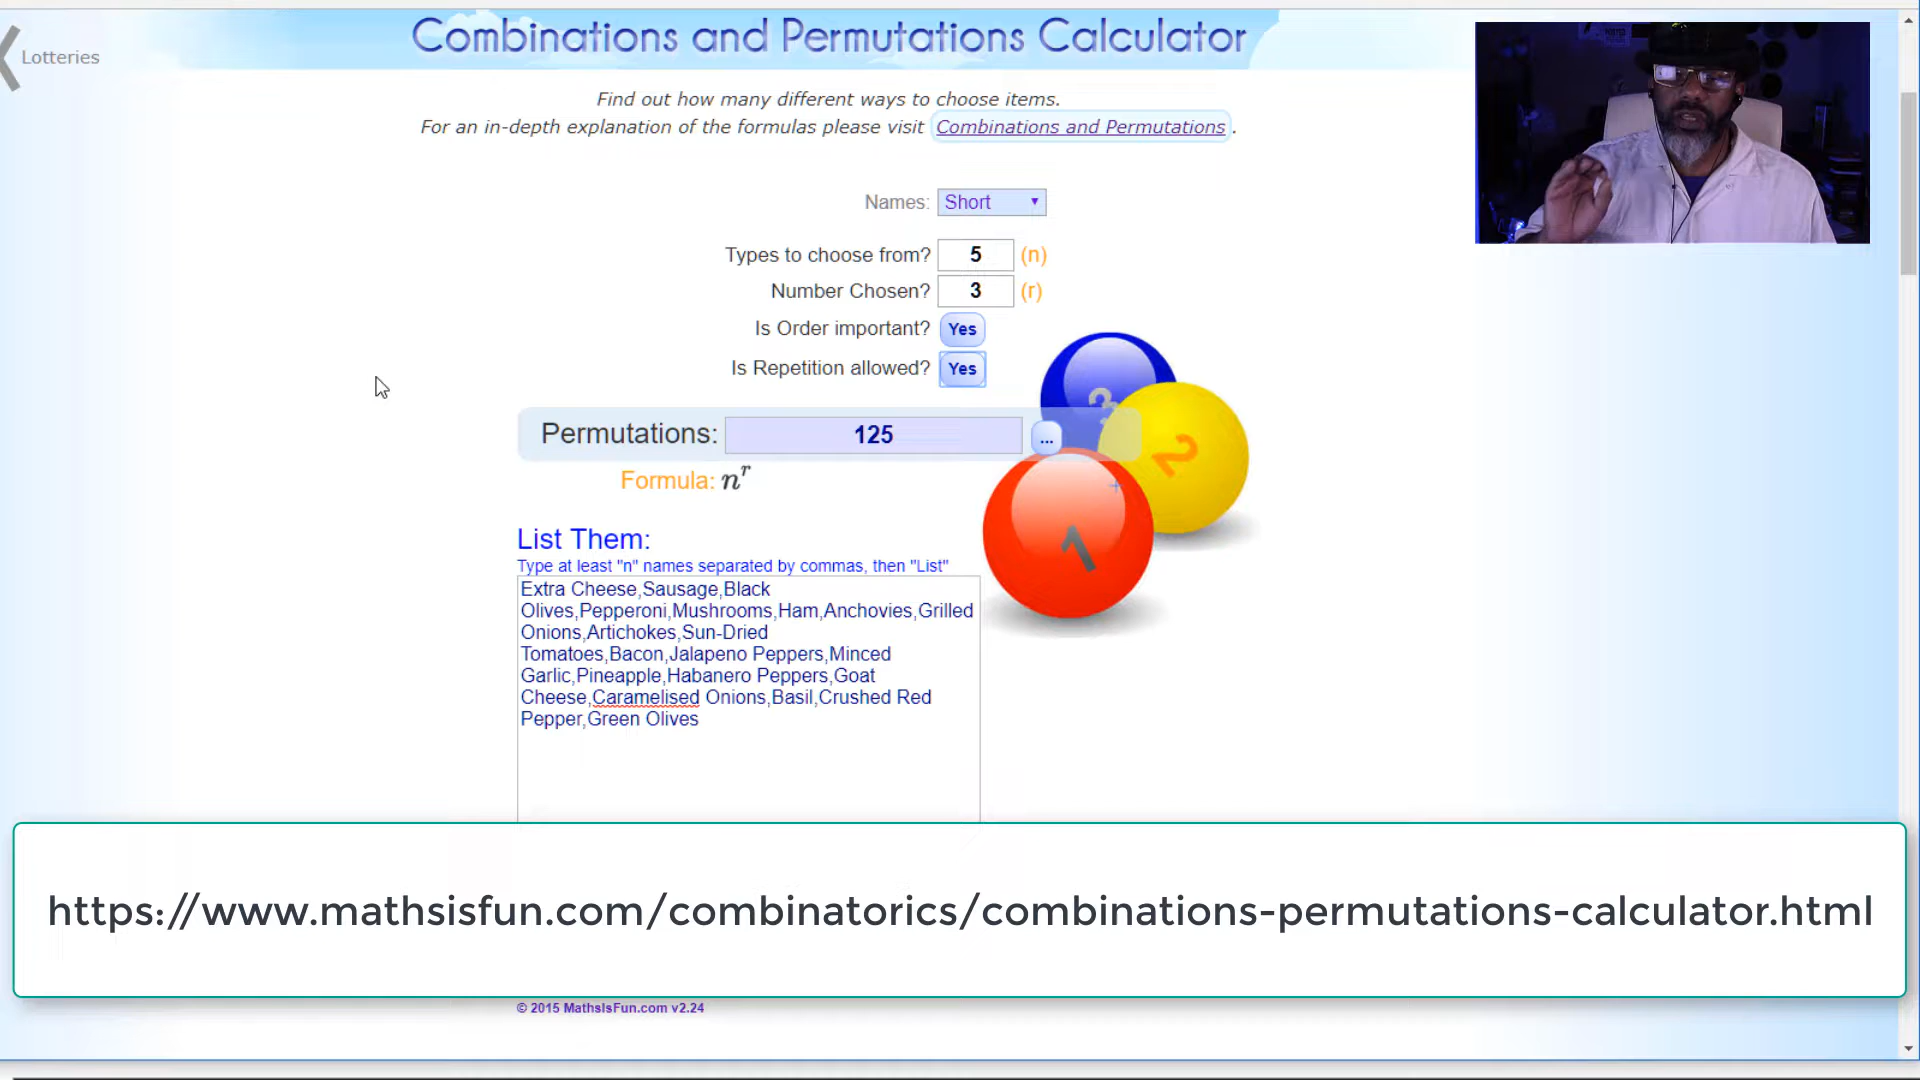 Combinations and Permutations Calculator
Lotteries
Find out how many different ways to choose items.
For an in-depth explanation of the formulas please visit Combinations and Permutations .
Names: Short
Types to choose from? 5 (n)
Number Chosen? 3 (r)
Is Order important? Yes
Is Repetition allowed? Yes
Permutations: 125 ...
Formula: n^r
3
2
1
List Them:
Type at least "n" names separated by commas, then "List"
Extra Cheese,Sausage,Black
Olives,Pepperoni,Mushrooms,Ham,Anchovies,Grilled
Onions,Artichokes,Sun-Dried
Tomatoes,Bacon,Jalapeno Peppers,Minced
Garlic,Pineapple,Habanero Peppers,Goat
Cheese,Caramelised Onions,Basil,Crushed Red
Pepper,Green Olives
https://www.mathsisfun.com/combinatorics/combinations-permutations-calculator.html
© 2015 MathsIsFun.com v2.24